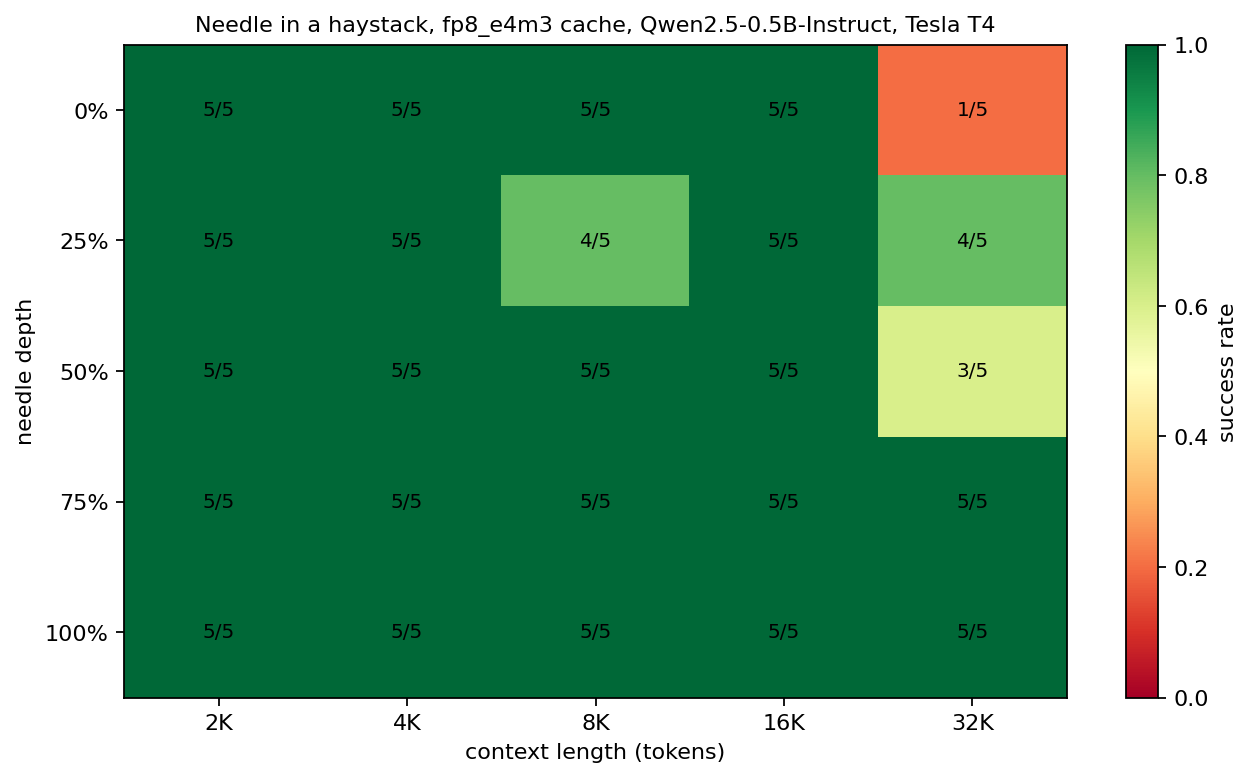 Needle in a haystack, fp8_e4m3 cache, Qwen2.5-0.5B-Instruct, Tesla T4
0% 5/5 5/5 5/5 5/5 1/5
25% 5/5 5/5 4/5 5/5 4/5
50% 5/5 5/5 5/5 5/5 3/5
75% 5/5 5/5 5/5 5/5 5/5
100% 5/5 5/5 5/5 5/5 5/5
2K 4K 8K 16K 32K
context length (tokens)
needle depth
1.0
0.8
0.6
0.4
0.2
0.0
success rate